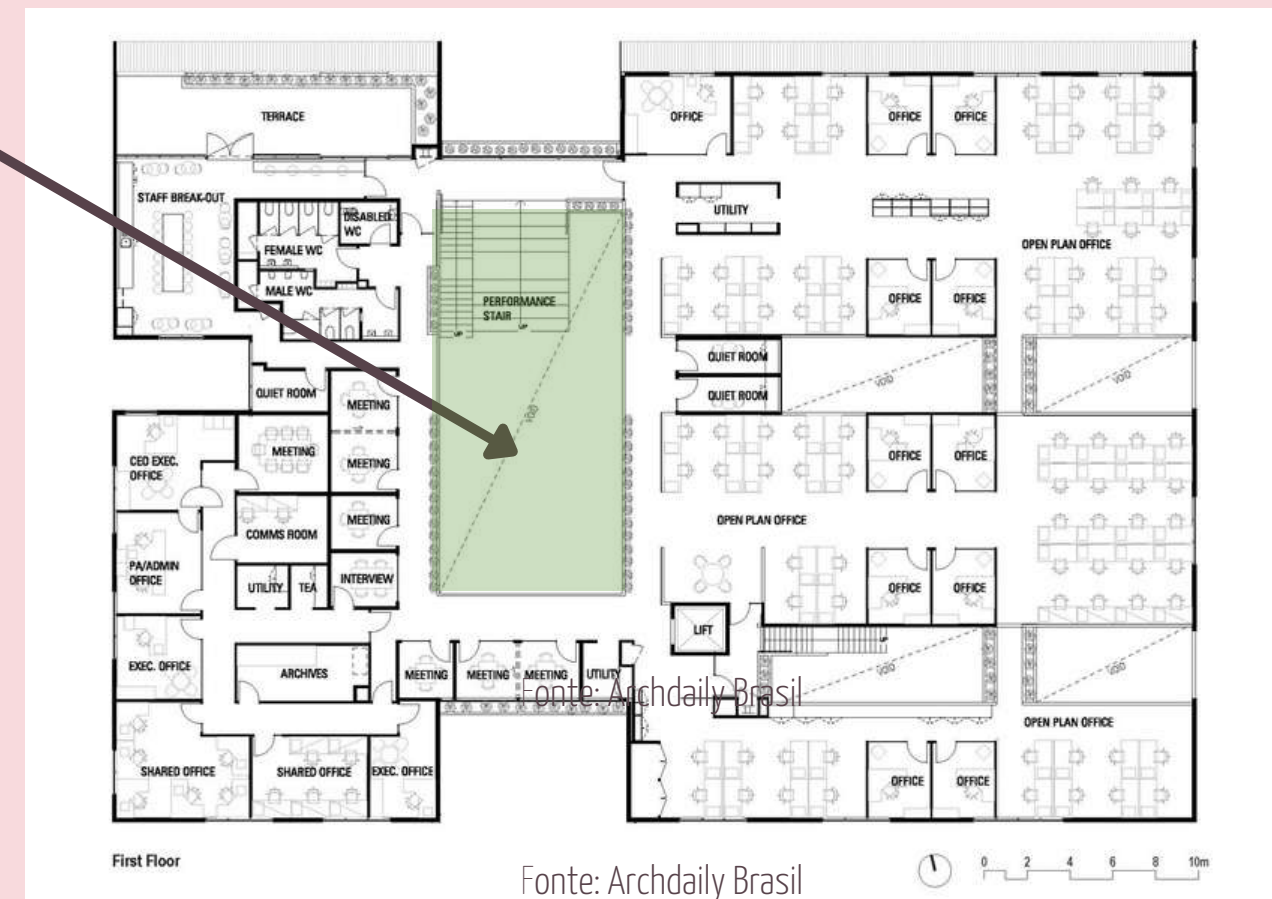 TERRACE
OFFICE
OFFICE
OFFICE
STAFF BREAK-OUT
DISABLED
WC
UTILITY
FEMALE WC
OPEN PLAN OFFICE
MALE WC
PERFORMANCE
STAIR
UP
UP
OFFICE
OFFICE
QUIET ROOM
VOID
VOID
QUIET ROOM
QUIET ROOM
MEETING
VOID
MEETING
CEO EXEC.
OFFICE
MEETING
OFFICE
OFFICE
MEETING
OPEN PLAN OFFICE
COMMS ROOM
PA/ADMIN
OFFICE
INTERVIEW
UTILITY
TEA
OFFICE
OFFICE
LIFT
UP
EXEC. OFFICE
ARCHIVES
MEETING
MEETING
MEETING
UTILITY
VOID
VOID
Fonte: Archdaily Brasil
OPEN PLAN OFFICE
SHARED OFFICE
SHARED OFFICE
EXEC. OFFICE
OFFICE
OFFICE
First Floor
0 2 4 6 8 10m
Fonte: Archdaily Brasil